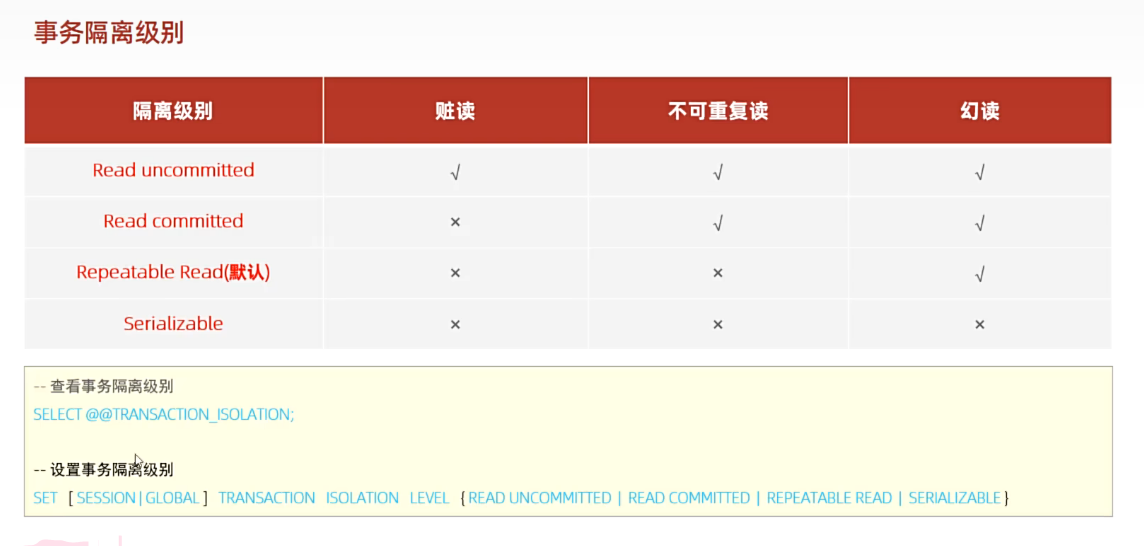 事务隔离级别
隔离级别 脏读 不可重复读 幻读
Read uncommitted √ √ √
Read committed × √ √
Repeatable Read(默认) × × √
Serializable × × ×
-- 查看事务隔离级别
SELECT @@TRANSACTION_ISOLATION;
-- 设置事务隔离级别
SET [ SESSION | GLOBAL ] TRANSACTION ISOLATION LEVEL { READ UNCOMMITTED | READ COMMITTED | REPEATABLE READ | SERIALIZABLE }